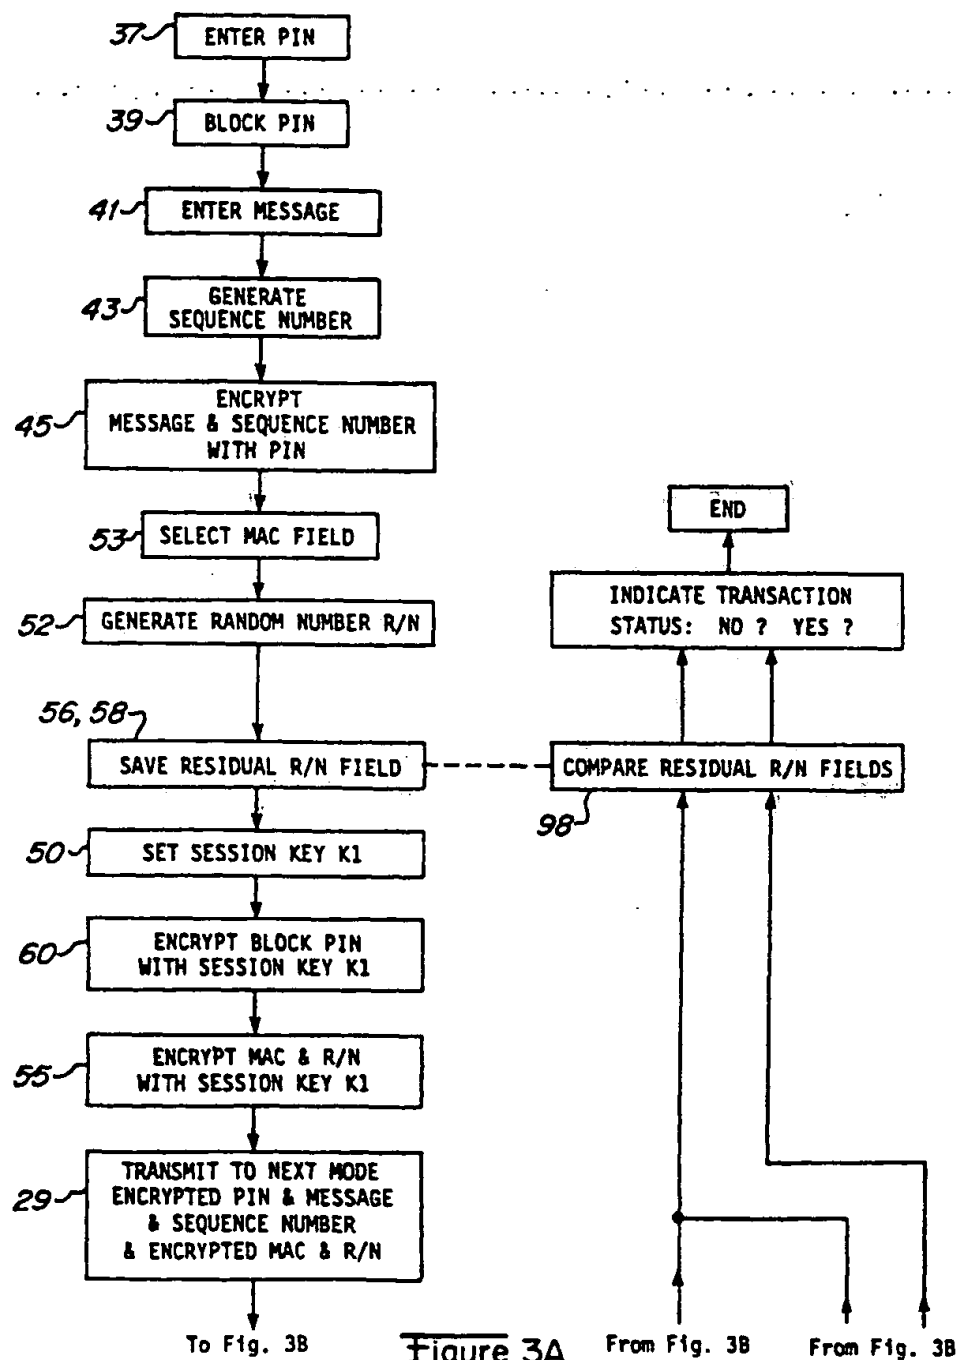 37
ENTER PIN
39
BLOCK PIN
41
ENTER MESSAGE
43
GENERATE
SEQUENCE NUMBER
45
ENCRYPT
MESSAGE & SEQUENCE NUMBER
WITH PIN
53
SELECT MAC FIELD
52
GENERATE RANDOM NUMBER R/N
56, 58
SAVE RESIDUAL R/N FIELD
50
SET SESSION KEY K1
60
ENCRYPT BLOCK PIN
WITH SESSION KEY K1
55
ENCRYPT MAC & R/N
WITH SESSION KEY K1
29
TRANSMIT TO NEXT MODE
ENCRYPTED PIN & MESSAGE
& SEQUENCE NUMBER
& ENCRYPTED MAC & R/N
To Fig. 3B
END
INDICATE TRANSACTION
STATUS: NO ? YES ?
COMPARE RESIDUAL R/N FIELDS
98
From Fig. 3B
From Fig. 3B
Figure 3A